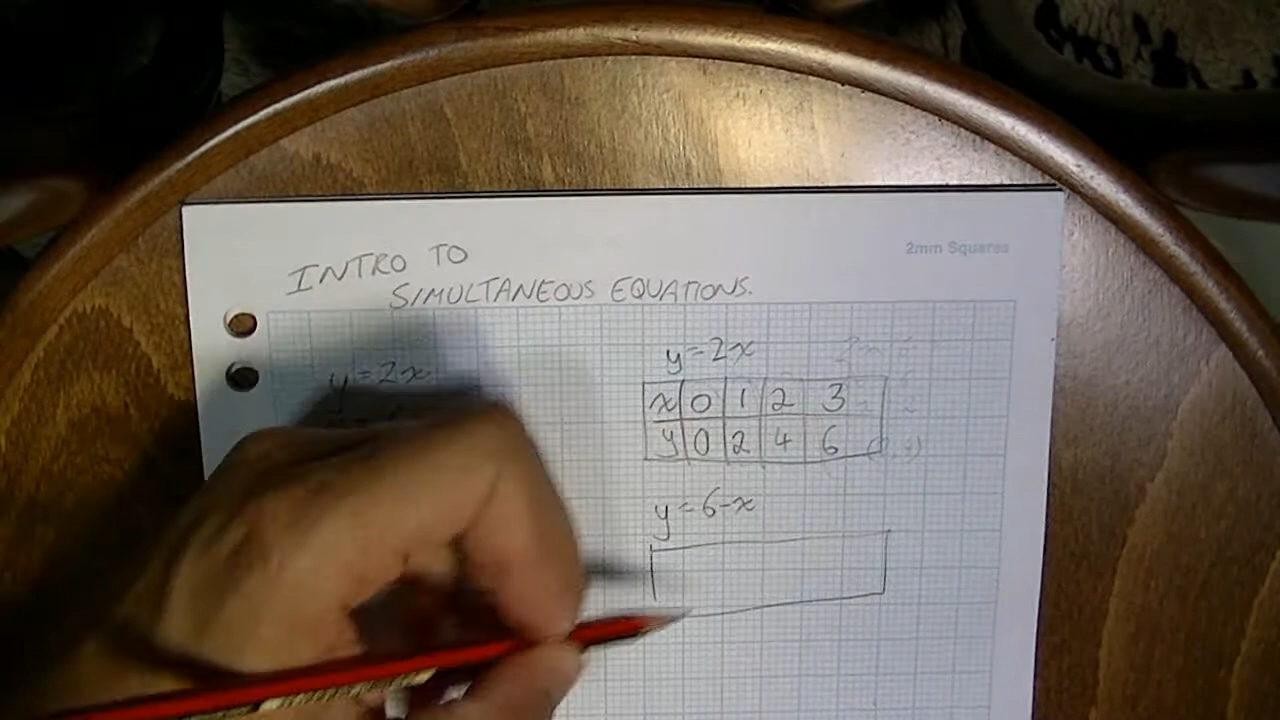 2mm Squares
INTRO TO
SIMULTANEOUS EQUATIONS.
y = 2x
y = 2x
x 0 1 2 3
y 0 2 4 6
y = 6-x